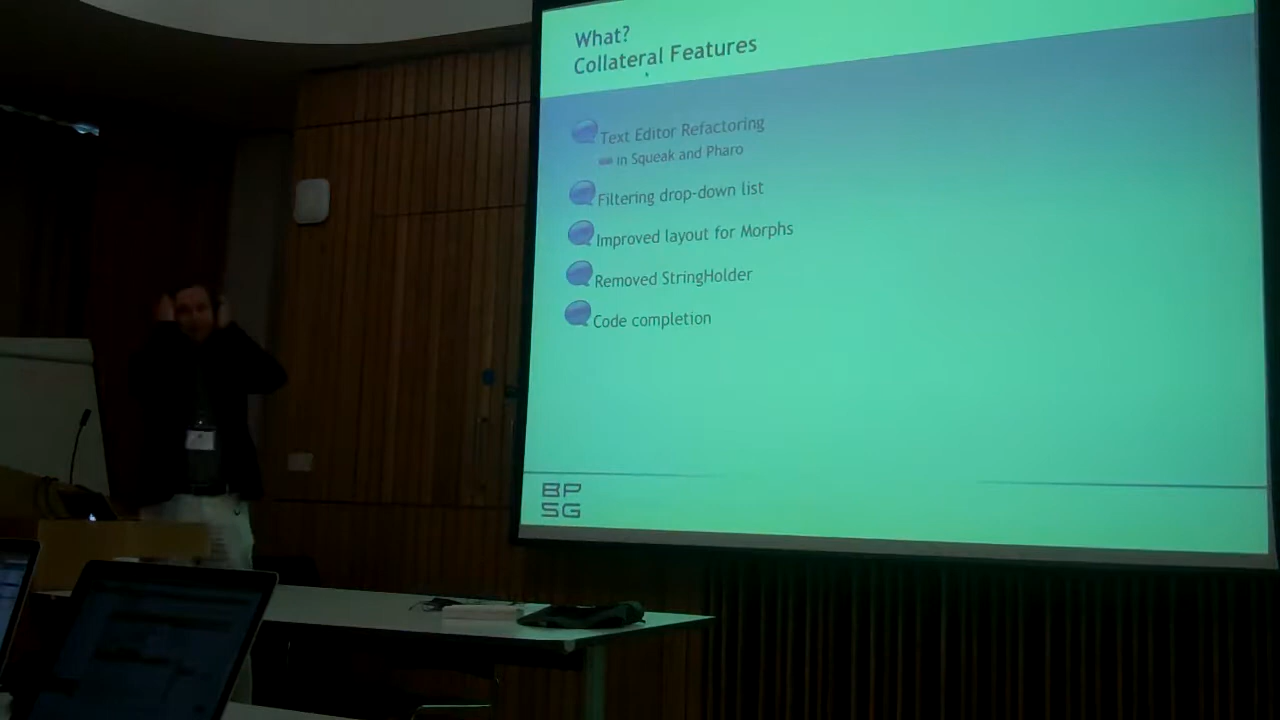 What?
Collateral Features
Text Editor Refactoring
in Squeak and Pharo
Filtering drop-down list
Improved layout for Morphs
Removed StringHolder
Code completion
BP
SG